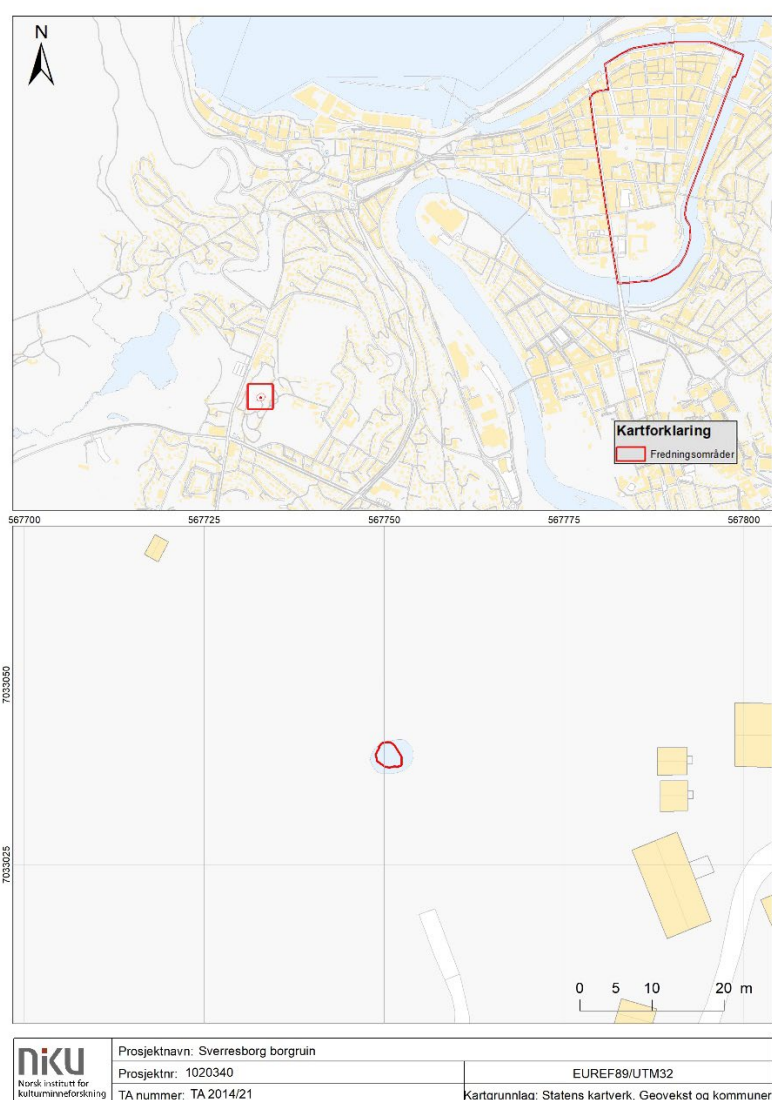 N
Kartforklaring
Fredningsområder
567700 567725 567750 567775 567800
7033050
7033025
0 5 10 20 m
niku
Norsk institutt for
kulturminneforskning
Prosjektnavn: Sverresborg borgruin
Prosjektnr: 1020340
EUREF89/UTM32
TA nummer: TA 2014/21
Kartgrunnlag: Statens kartverk, Geovekst og kommuner